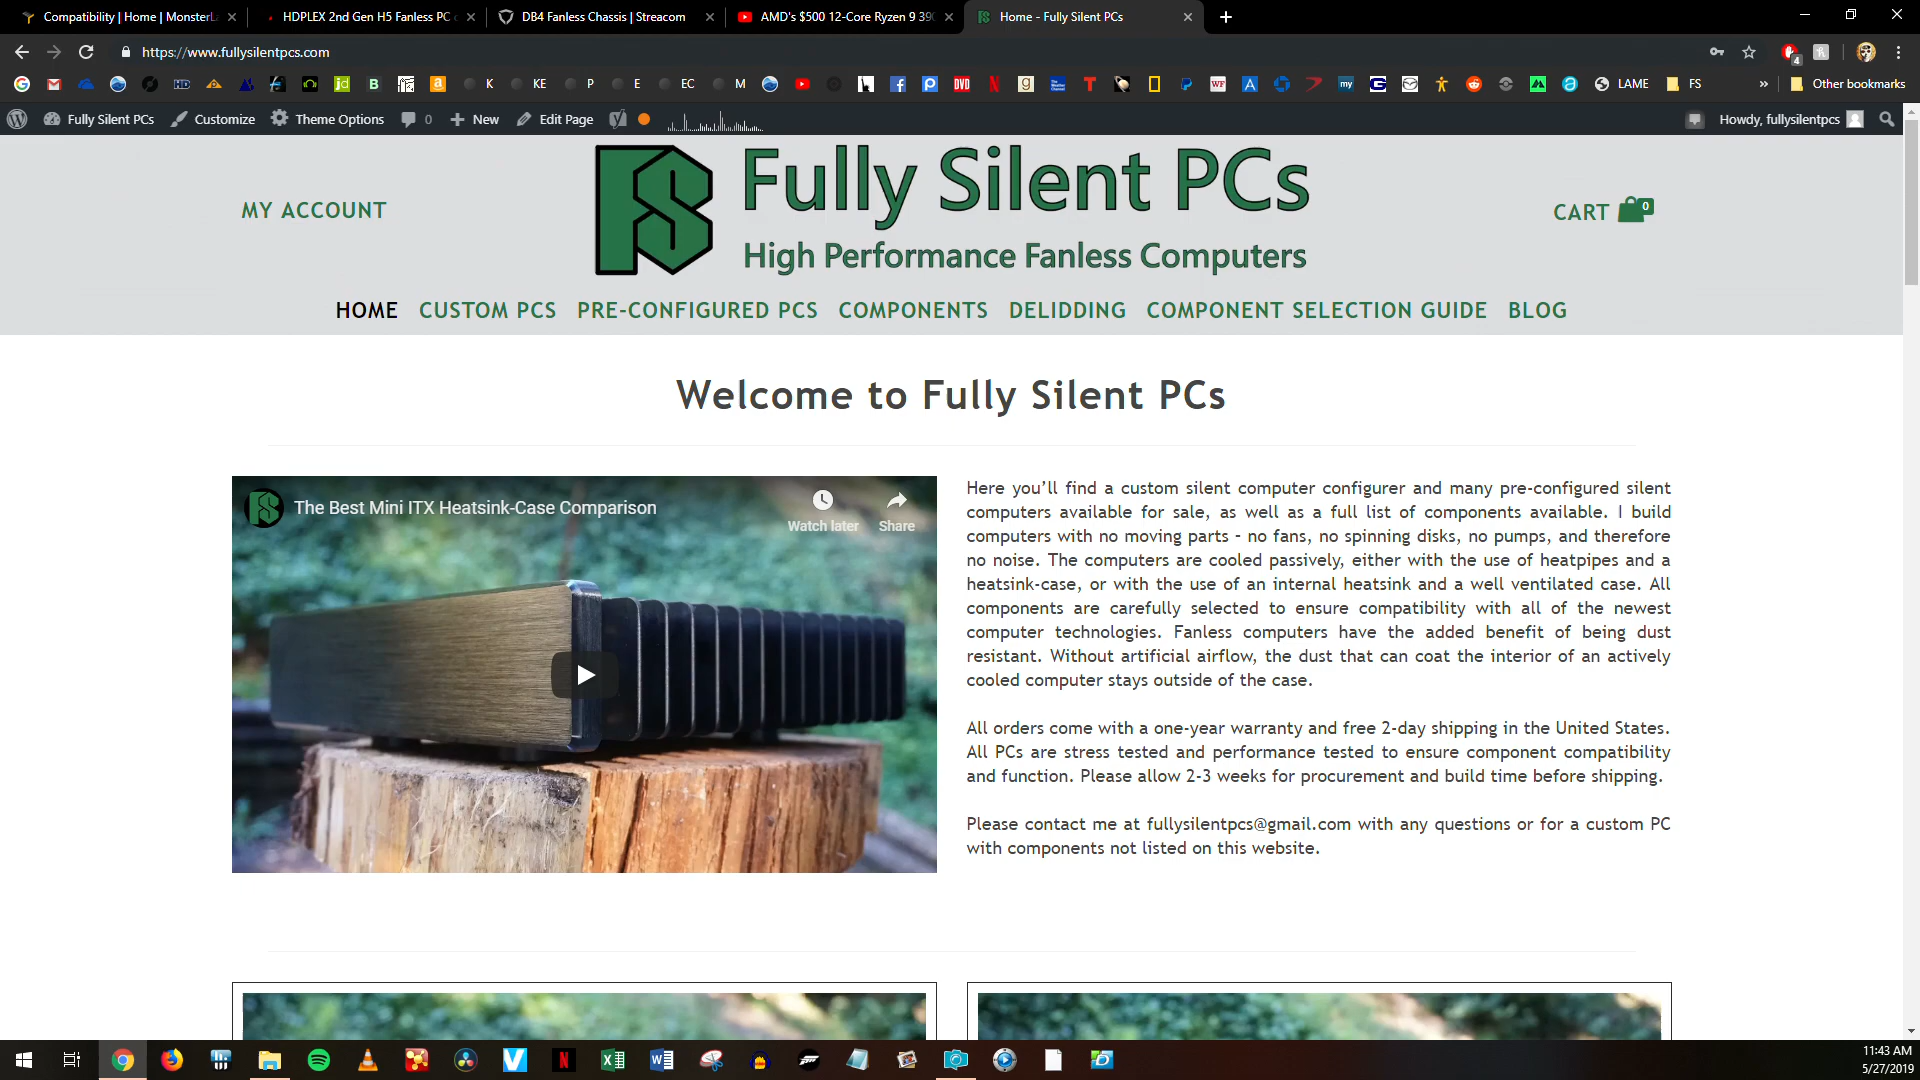 Compatibility | Home | MonsterLa
HDPLEX 2nd Gen H5 Fanless PC c
DB4 Fanless Chassis | Streacom
AMD's $500 12-Core Ryzen 9 390
Home - Fully Silent PCs
https://www.fullysilentpcs.com
4
HD
jd
B
a
K
KE
P
E
EC
M
DVD
g
T
WF
A
my
G
LAME
FS
»
Other bookmarks
Fully Silent PCs
Customize
Theme Options
0
New
Edit Page
Howdy, fullysilentpcs
MY ACCOUNT
Fully Silent PCs
High Performance Fanless Computers
CART
0
HOME CUSTOM PCS PRE-CONFIGURED PCS COMPONENTS DELIDDING COMPONENT SELECTION GUIDE BLOG
Welcome to Fully Silent PCs
The Best Mini ITX Heatsink-Case Comparison
Watch later
Share
Here you’ll find a custom silent computer configurer and many pre-configured silent
computers available for sale, as well as a full list of components available. I build
computers with no moving parts - no fans, no spinning disks, no pumps, and therefore
no noise. The computers are cooled passively, either with the use of heatpipes and a
heatsink-case, or with the use of an internal heatsink and a well ventilated case. All
components are carefully selected to ensure compatibility with all of the newest
computer technologies. Fanless computers have the added benefit of being dust
resistant. Without artificial airflow, the dust that can coat the interior of an actively
cooled computer stays outside of the case.
All orders come with a one-year warranty and free 2-day shipping in the United States.
All PCs are stress tested and performance tested to ensure component compatibility
and function. Please allow 2-3 weeks for procurement and build time before shipping.
Please contact me at fullysilentpcs@gmail.com with any questions or for a custom PC
with components not listed on this website.
11:43 AM
5/27/2019